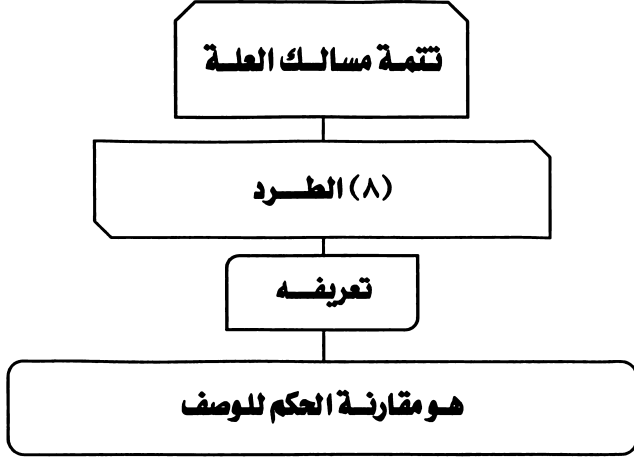 تتمة مسالك العلة
(٨) الطرد
تعريفه
هو مقارنة الحكم للوصف